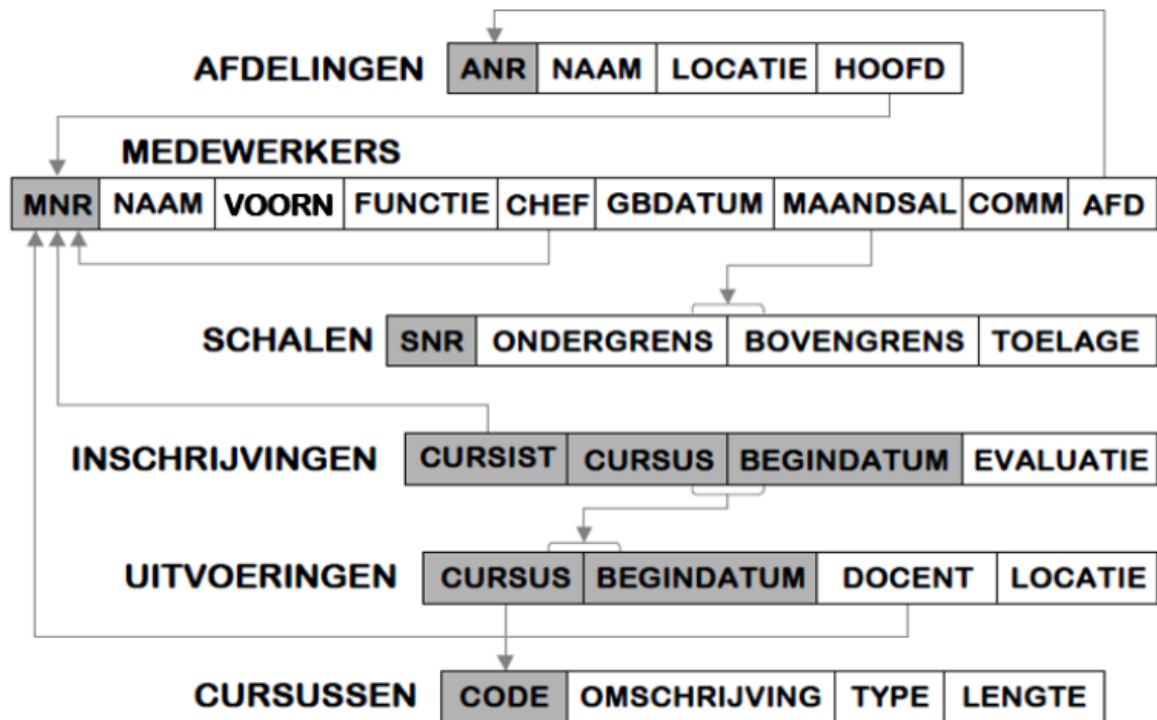 AFDELINGEN ANR NAAM LOCATIE HOOFD
MEDEWERKERS
MNR NAAM VOORN FUNCTIE CHEF GBDATUM MAANDSAL COMM AFD
SCHALEN SNR ONDERGRENS BOVENGRENS TOELAGE
INSCHRIJVINGEN CURSIST CURSUS BEGINDATUM EVALUATIE
UITVOERINGEN CURSUS BEGINDATUM DOCENT LOCATIE
CURSUSSEN CODE OMSCHRIJVING TYPE LENGTE